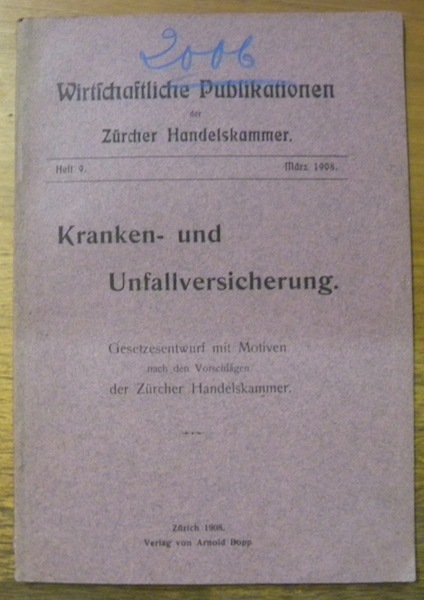 2006
Wirtschaftliche Publikationen
der
Zürcher Handelskammer.
Heft 9. März 1908.
Kranken- und
Unfallversicherung.
Gesetzesentwurf mit Motiven
nach den Vorschlägen
der Zürcher Handelskammer.
Zürich 1908.
Verlag von Arnold Bopp